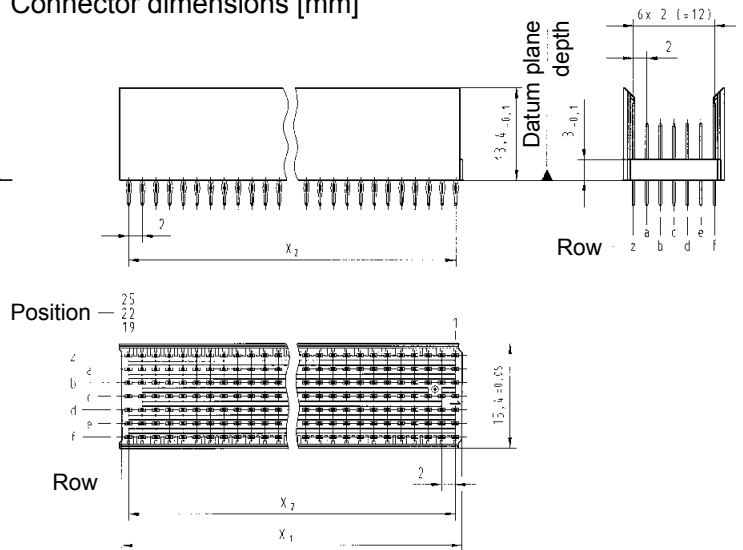 Connector dimensions [mm]
6x 2 (=12)
2
Datum plane
depth
13,4 -0,1
3 -0,1
2
X2
Row
z a b c d e f
Position
25
22
19
1
z
a
b
c
d
e
f
15,4 ±0,05
Row
2
X2
X1